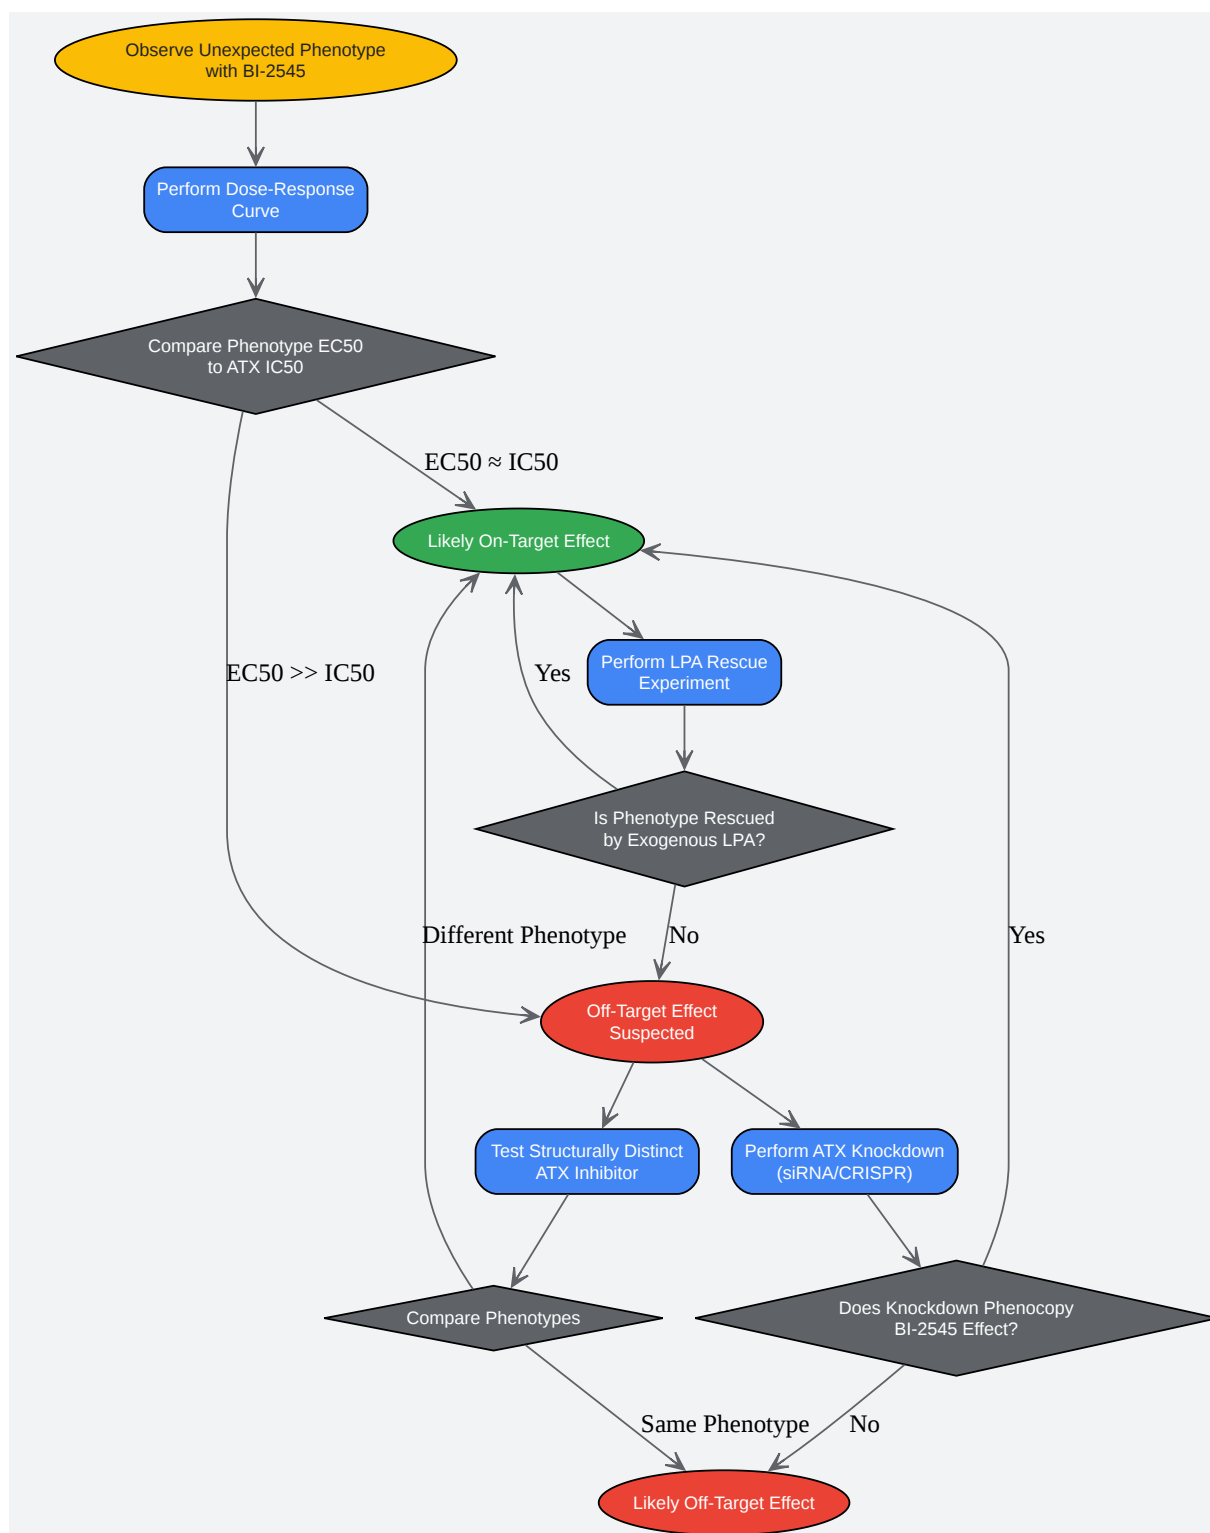 Observe Unexpected Phenotype
with BI-2545
Perform Dose-Response
Curve
Compare Phenotype EC50
to ATX IC50
EC50 ≈ IC50
Likely On-Target Effect
EC50 >> IC50
Yes
Perform LPA Rescue
Experiment
Is Phenotype Rescued
by Exogenous LPA?
Different Phenotype
No
Yes
Off-Target Effect
Suspected
Test Structurally Distinct
ATX Inhibitor
Perform ATX Knockdown
(siRNA/CRISPR)
Compare Phenotypes
Does Knockdown Phenocopy
BI-2545 Effect?
Same Phenotype
No
Likely Off-Target Effect